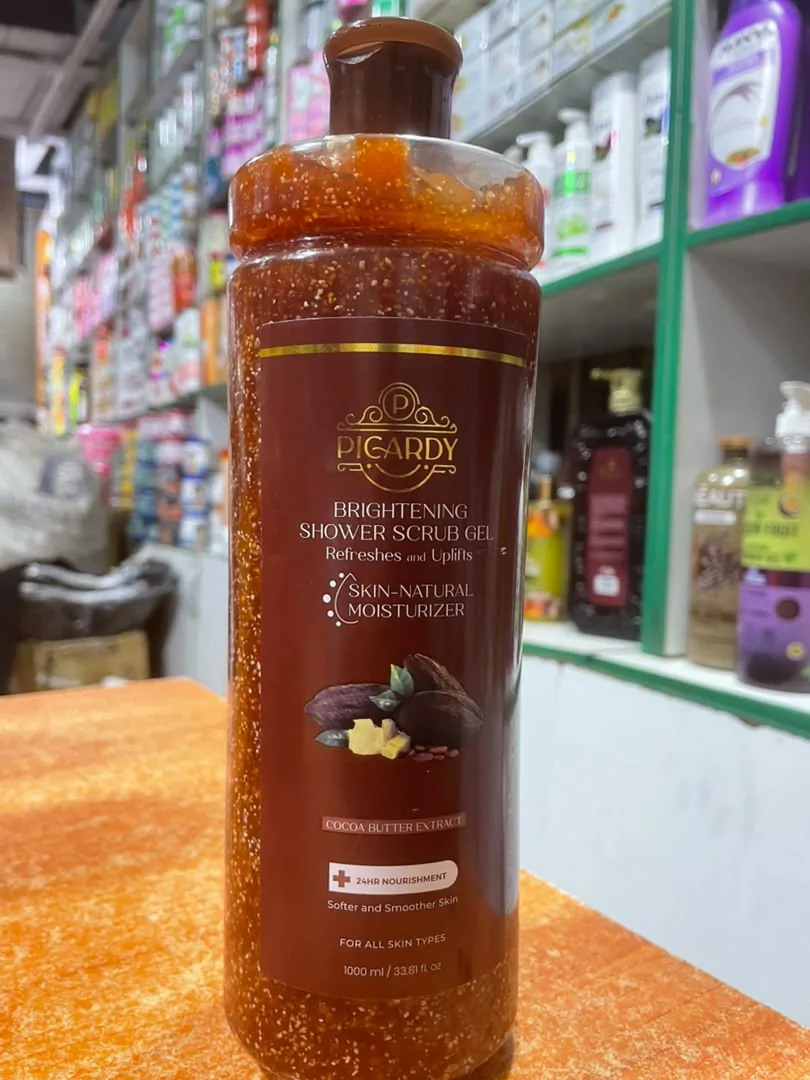 P
PICARDY
BRIGHTENING
SHOWER SCRUB GEL
Refreshes and Uplifts
SKIN-NATURAL
MOISTURIZER
COCOA BUTTER EXTRACT
24HR NOURISHMENT
Softer and Smoother Skin
FOR ALL SKIN TYPES
1000 ml / 33.81 fl. oz